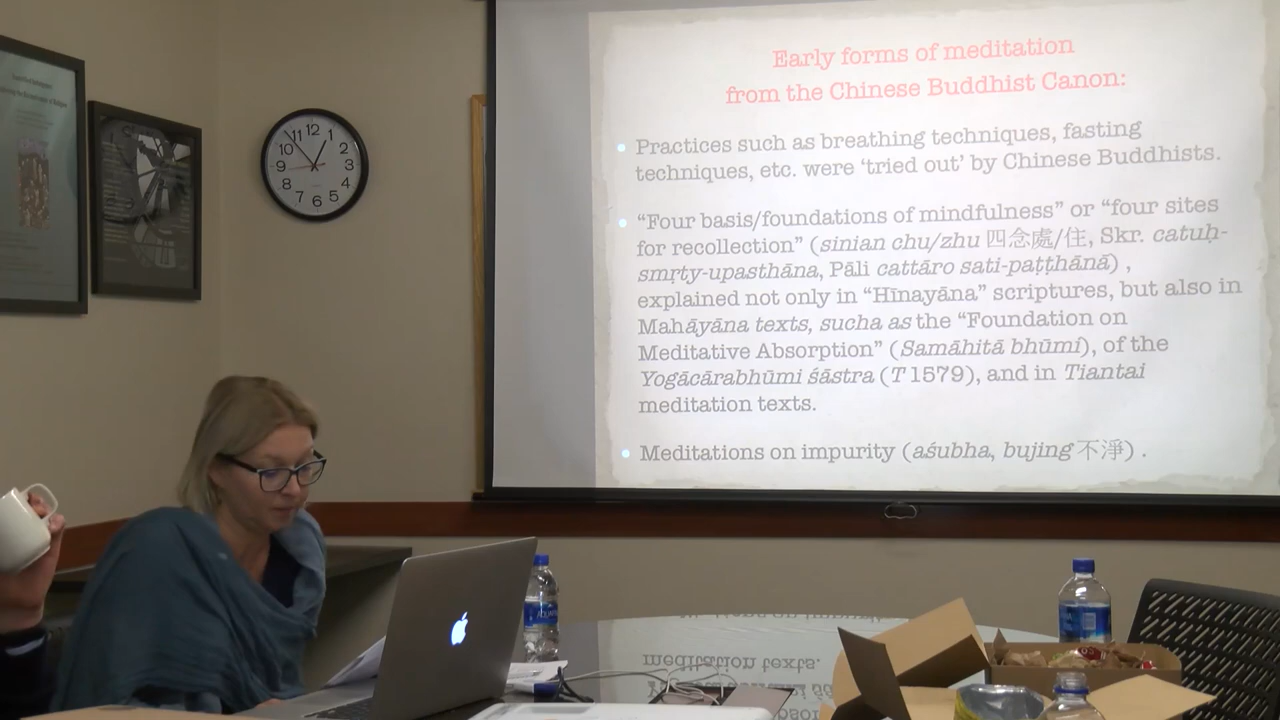 Early forms of meditation
from the Chinese Buddhist Canon:
Practices such as breathing techniques, fasting
techniques, etc. were ‘tried out’ by Chinese Buddhists.
“Four basis/foundations of mindfulness” or “four sites
for recollection” (sinian chu/zhu 四念處/住, Skr. catuḥ-
smṛty-upasthāna, Pāli cattāro sati-paṭṭhānā) ,
explained not only in “Hīnayāna” scriptures, but also in
Mahāyāna texts, sucha as the “Foundation on
Meditative Absorption” (Samāhitā bhūmi), of the
Yogācārabhūmi śāstra (T 1579), and in Tiantai
meditation texts.
Meditations on impurity (aśubha, bujing 不淨) .
12
1
2
3
4
5
6
7
8
9
10
11
meditation texts.